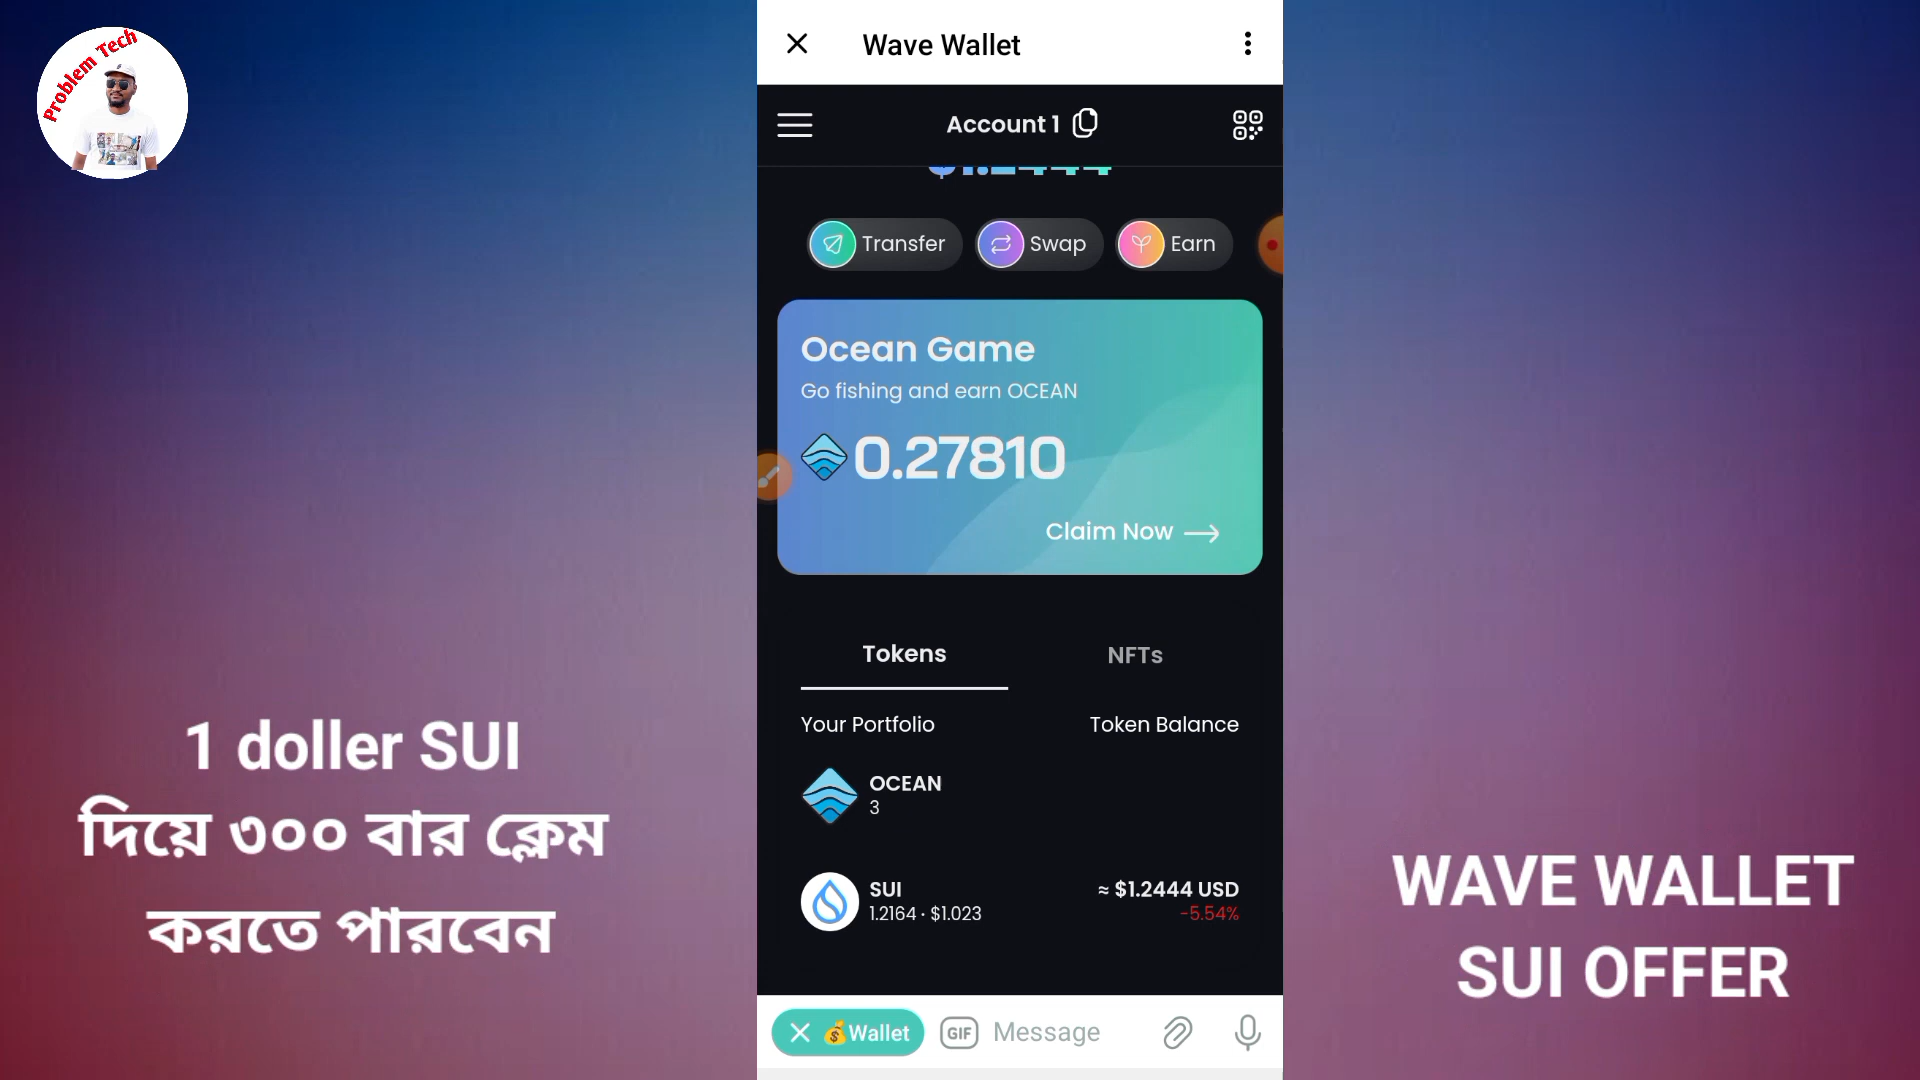 Problem Tech
Wave Wallet
Account 1
$1.2444
Transfer
Swap
Earn
Ocean Game
Go fishing and earn OCEAN
0.27810
Claim Now
Tokens
NFTs
Your Portfolio
Token Balance
OCEAN
3
SUI
≈ $1.2444 USD
1.2164 · $1.023
-5.54%
Wallet
GIF
Message
1 doller SUI
দিয়ে ৩০০ বার ক্লেম
করতে পারবেন
WAVE WALLET
SUI OFFER